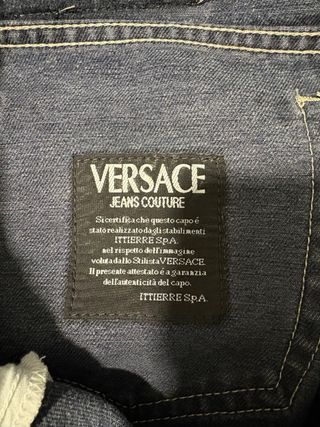 VERSACE
JEANS COUTURE
Si certifica che questo capo é
stato realizzato dagli stabilimenti
ITTIERRE S.p.A.
nel rispetto dell'immagine
voluta dallo Stilista VERSACE.
Il presente attestato é a garanzia
dell'autenticità del capo.
ITTIERRE S.p.A.